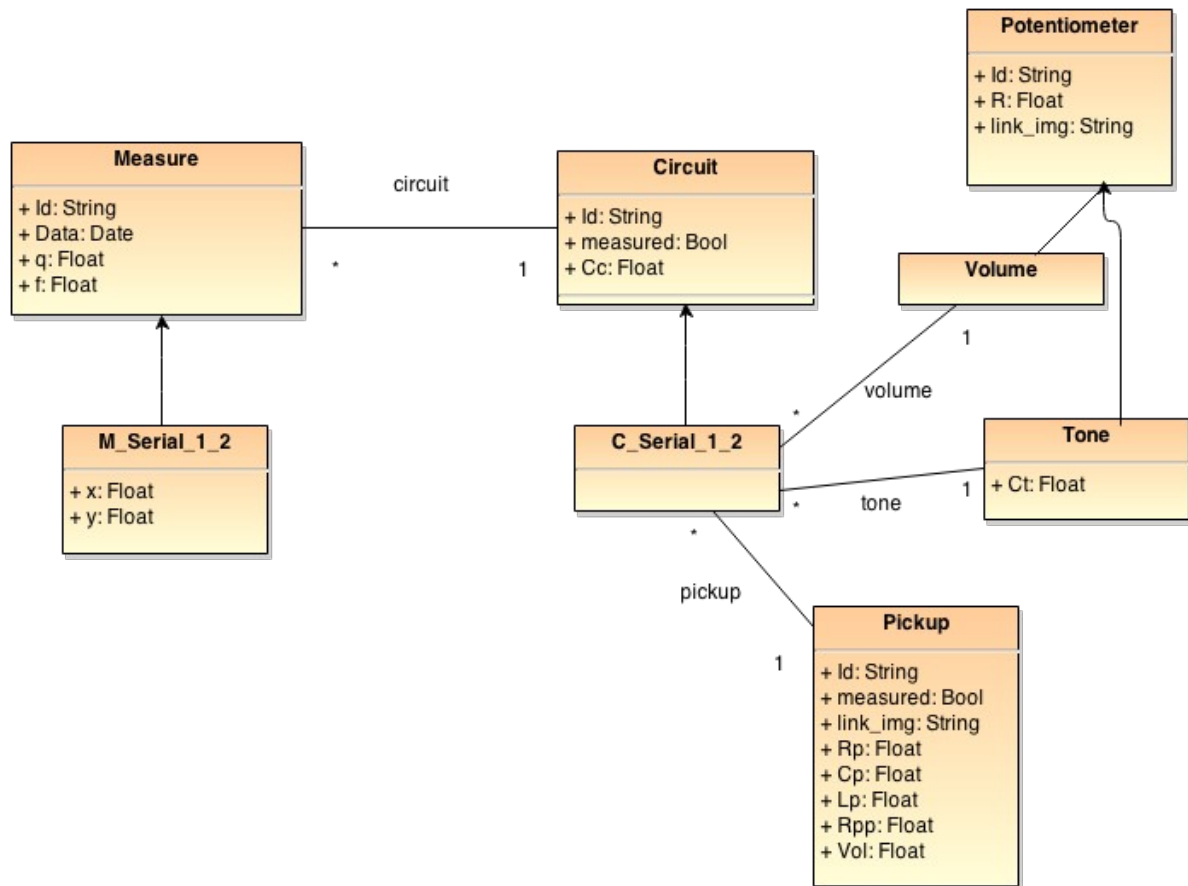 Potentiometer
+ Id: String
+ R: Float
+ link_img: String
Measure
+ Id: String
+ Data: Date
+ q: Float
+ f: Float
circuit
*
1
Circuit
+ Id: String
+ measured: Bool
+ Cc: Float
Volume
1
volume
*
M_Serial_1_2
+ x: Float
+ y: Float
C_Serial_1_2
Tone
+ Ct: Float
1
tone
*
*
pickup
1
Pickup
+ Id: String
+ measured: Bool
+ link_img: String
+ Rp: Float
+ Cp: Float
+ Lp: Float
+ Rpp: Float
+ Vol: Float